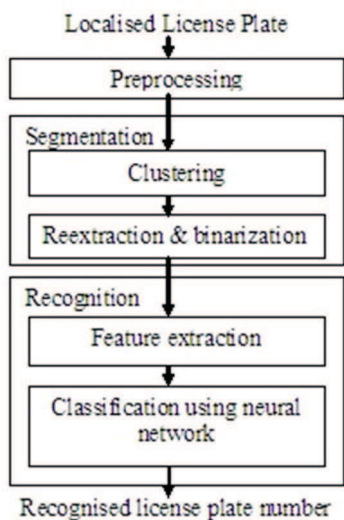 Localised License Plate
Preprocessing
Segmentation
Clustering
Reextraction & binarization
Recognition
Feature extraction
Classification using neural
network
Recognised license plate number